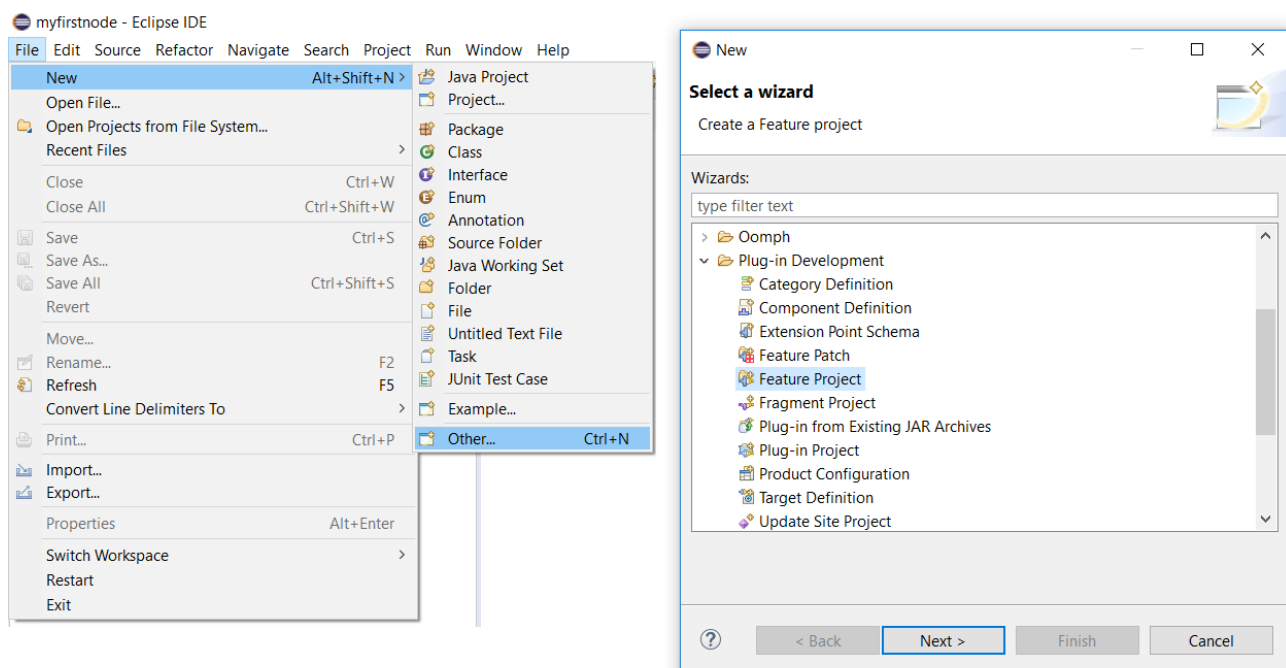 myfirstnode - Eclipse IDE
File Edit Source Refactor Navigate Search Project Run Window Help
New Alt+Shift+N >
Open File...
Open Projects from File System...
Recent Files >
Close Ctrl+W
Close All Ctrl+Shift+W
Save Ctrl+S
Save As...
Save All Ctrl+Shift+S
Revert
Move...
Rename... F2
Refresh F5
Convert Line Delimiters To >
Print... Ctrl+P
Import...
Export...
Properties Alt+Enter
Switch Workspace >
Restart
Exit
Java Project
Project...
Package
Class
Interface
Enum
Annotation
Source Folder
Java Working Set
Folder
File
Untitled Text File
Task
JUnit Test Case
Example...
Other... Ctrl+N
New
Select a wizard
Create a Feature project
Wizards:
type filter text
Oomph
Plug-in Development
Category Definition
Component Definition
Extension Point Schema
Feature Patch
Feature Project
Fragment Project
Plug-in from Existing JAR Archives
Plug-in Project
Product Configuration
Target Definition
Update Site Project
? < Back Next > Finish Cancel